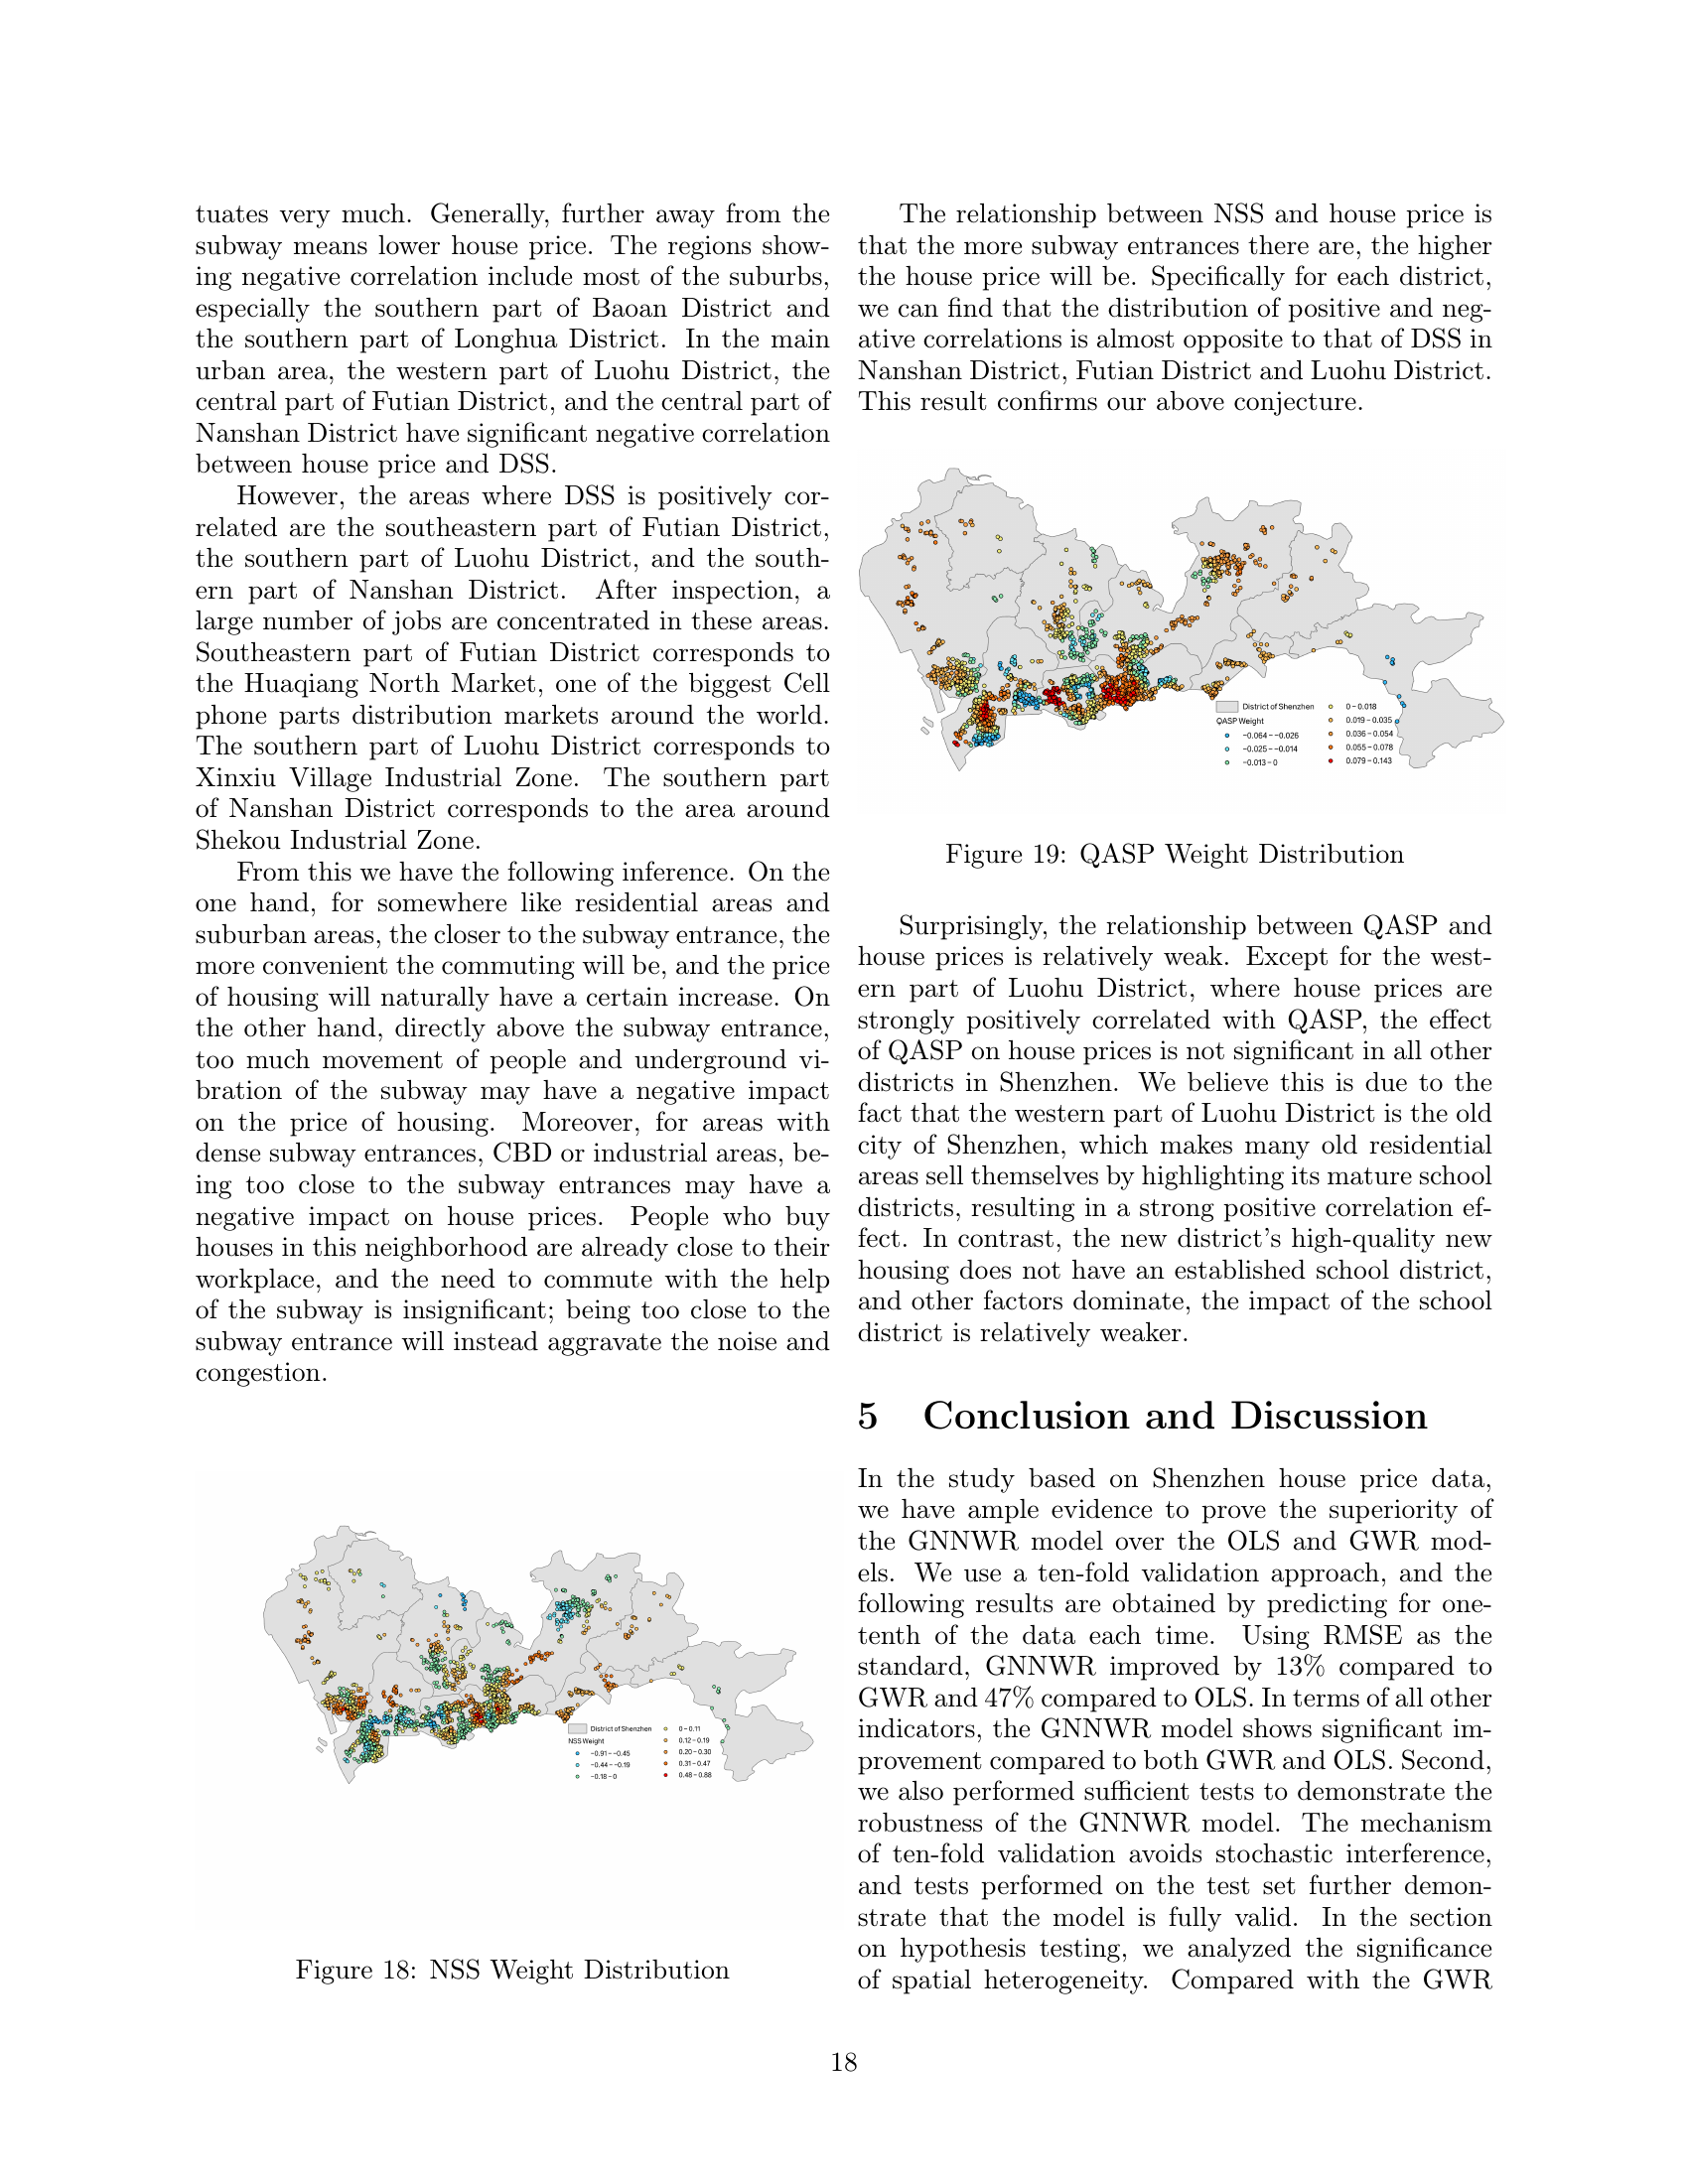 tuates very much. Generally, further away from the
subway means lower house price. The regions show-
ing negative correlation include most of the suburbs,
especially the southern part of Baoan District and
the southern part of Longhua District. In the main
urban area, the western part of Luohu District, the
central part of Futian District, and the central part of
Nanshan District have significant negative correlation
between house price and DSS.
However, the areas where DSS is positively cor-
related are the southeastern part of Futian District,
the southern part of Luohu District, and the south-
ern part of Nanshan District. After inspection, a
large number of jobs are concentrated in these areas.
Southeastern part of Futian District corresponds to
the Huaqiang North Market, one of the biggest Cell
phone parts distribution markets around the world.
The southern part of Luohu District corresponds to
Xinxiu Village Industrial Zone. The southern part
of Nanshan District corresponds to the area around
Shekou Industrial Zone.
From this we have the following inference. On the
one hand, for somewhere like residential areas and
suburban areas, the closer to the subway entrance, the
more convenient the commuting will be, and the price
of housing will naturally have a certain increase. On
the other hand, directly above the subway entrance,
too much movement of people and underground vi-
bration of the subway may have a negative impact
on the price of housing. Moreover, for areas with
dense subway entrances, CBD or industrial areas, be-
ing too close to the subway entrances may have a
negative impact on house prices. People who buy
houses in this neighborhood are already close to their
workplace, and the need to commute with the help
of the subway is insignificant; being too close to the
subway entrance will instead aggravate the noise and
congestion.
District of Shenzhen
NSS Weight
−0.91 – −0.45
−0.44 – −0.19
−0.18 – 0
0 – 0.11
0.12 – 0.19
0.20 – 0.30
0.31 – 0.47
0.48 – 0.88
Figure 18: NSS Weight Distribution
The relationship between NSS and house price is
that the more subway entrances there are, the higher
the house price will be. Specifically for each district,
we can find that the distribution of positive and neg-
ative correlations is almost opposite to that of DSS in
Nanshan District, Futian District and Luohu District.
This result confirms our above conjecture.
District of Shenzhen
QASP Weight
−0.064 – −0.026
−0.025 – −0.014
−0.013 – 0
0 – 0.018
0.019 – 0.035
0.036 – 0.054
0.055 – 0.078
0.079 – 0.143
Figure 19: QASP Weight Distribution
Surprisingly, the relationship between QASP and
house prices is relatively weak. Except for the west-
ern part of Luohu District, where house prices are
strongly positively correlated with QASP, the effect
of QASP on house prices is not significant in all other
districts in Shenzhen. We believe this is due to the
fact that the western part of Luohu District is the old
city of Shenzhen, which makes many old residential
areas sell themselves by highlighting its mature school
districts, resulting in a strong positive correlation ef-
fect. In contrast, the new district's high-quality new
housing does not have an established school district,
and other factors dominate, the impact of the school
district is relatively weaker.
5 Conclusion and Discussion
In the study based on Shenzhen house price data,
we have ample evidence to prove the superiority of
the GNNWR model over the OLS and GWR mod-
els. We use a ten-fold validation approach, and the
following results are obtained by predicting for one-
tenth of the data each time. Using RMSE as the
standard, GNNWR improved by 13% compared to
GWR and 47% compared to OLS. In terms of all other
indicators, the GNNWR model shows significant im-
provement compared to both GWR and OLS. Second,
we also performed sufficient tests to demonstrate the
robustness of the GNNWR model. The mechanism
of ten-fold validation avoids stochastic interference,
and tests performed on the test set further demon-
strate that the model is fully valid. In the section
on hypothesis testing, we analyzed the significance
of spatial heterogeneity. Compared with the GWR
18